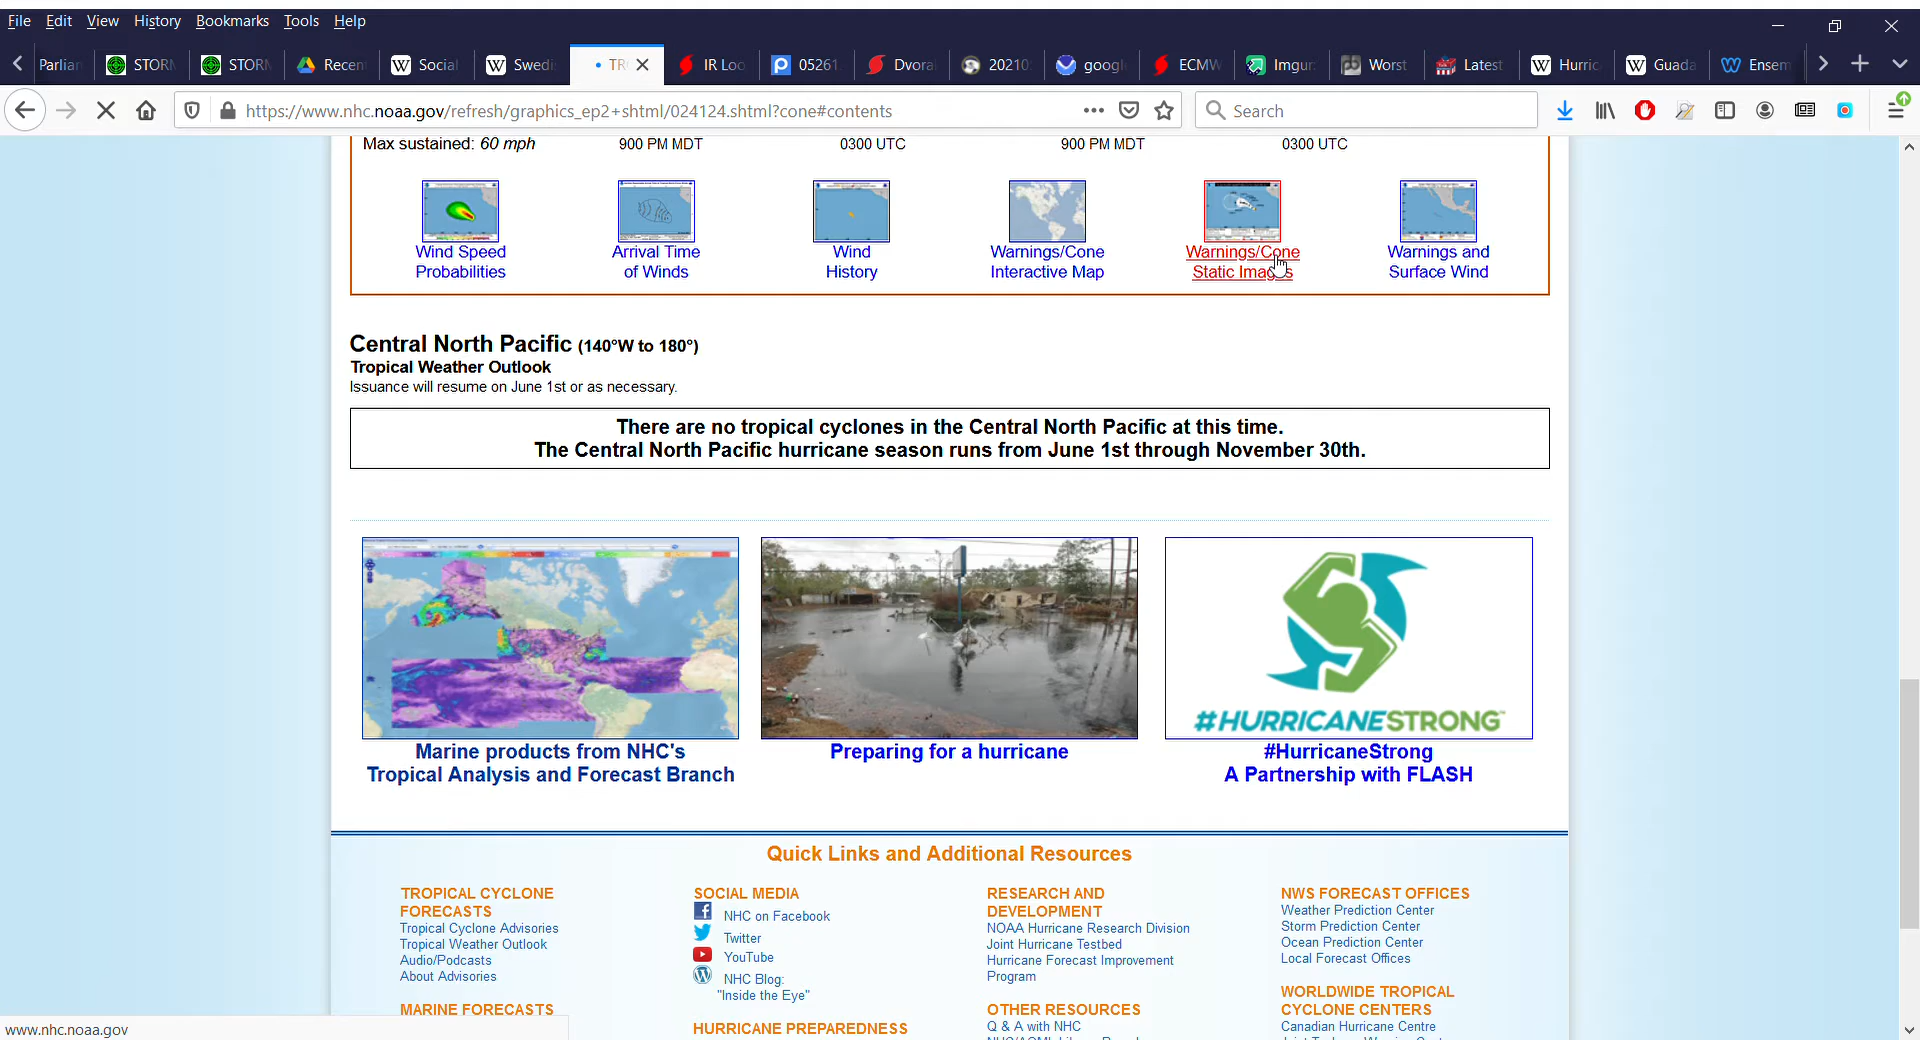 File Edit View History Bookmarks Tools Help
Parlia STORM STORM Recen Social Swedi TR IR Loo 05261 Dvora 20210 googl ECMW Imgur Worst Latest Hurric Guada Ensem
https://www.nhc.noaa.gov/refresh/graphics_ep2+shtml/024124.shtml?cone#contents Search
Max sustained: 60 mph 900 PM MDT 0300 UTC 900 PM MDT 0300 UTC
Wind Speed Arrival Time Wind Warnings/Cone Warnings/Cone Warnings and
Probabilities of Winds History Interactive Map Static Images Surface Wind
Central North Pacific (140°W to 180°)
Tropical Weather Outlook
Issuance will resume on June 1st or as necessary.
There are no tropical cyclones in the Central North Pacific at this time.
The Central North Pacific hurricane season runs from June 1st through November 30th.
#HURRICANESTRONG™
Marine products from NHC's
Tropical Analysis and Forecast Branch
Preparing for a hurricane
#HurricaneStrong
A Partnership with FLASH
Quick Links and Additional Resources
TROPICAL CYCLONE
FORECASTS
Tropical Cyclone Advisories
Tropical Weather Outlook
Audio/Podcasts
About Advisories
MARINE FORECASTS
SOCIAL MEDIA
NHC on Facebook
Twitter
YouTube
NHC Blog:
"Inside the Eye"
HURRICANE PREPAREDNESS
RESEARCH AND
DEVELOPMENT
NOAA Hurricane Research Division
Joint Hurricane Testbed
Hurricane Forecast Improvement
Program
OTHER RESOURCES
Q & A with NHC
NWS FORECAST OFFICES
Weather Prediction Center
Storm Prediction Center
Ocean Prediction Center
Local Forecast Offices
WORLDWIDE TROPICAL
CYCLONE CENTERS
Canadian Hurricane Centre
www.nhc.noaa.gov